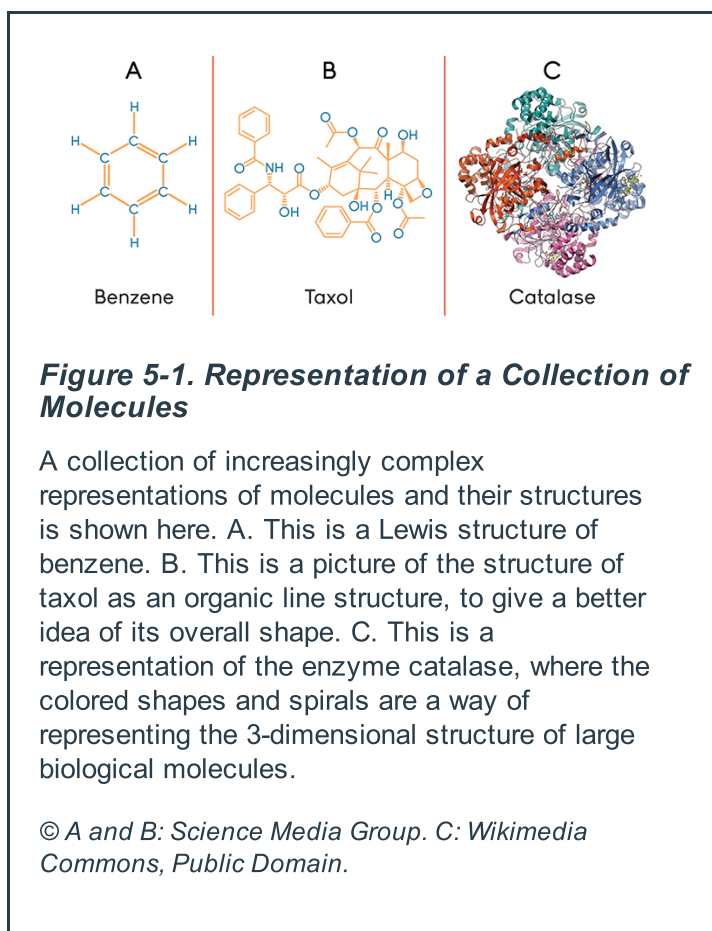 A
B
C
H
H
H
C
C
C
C
C
C
H
H
H
O
NH
O
O
OH
O
O
O
OH
OH
O
O
H
O
O
O
Benzene
Taxol
Catalase
Figure 5-1. Representation of a Collection of
Molecules
A collection of increasingly complex
representations of molecules and their structures
is shown here. A. This is a Lewis structure of
benzene. B. This is a picture of the structure of
taxol as an organic line structure, to give a better
idea of its overall shape. C. This is a
representation of the enzyme catalase, where the
colored shapes and spirals are a way of
representing the 3-dimensional structure of large
biological molecules.
© A and B: Science Media Group. C: Wikimedia
Commons, Public Domain.